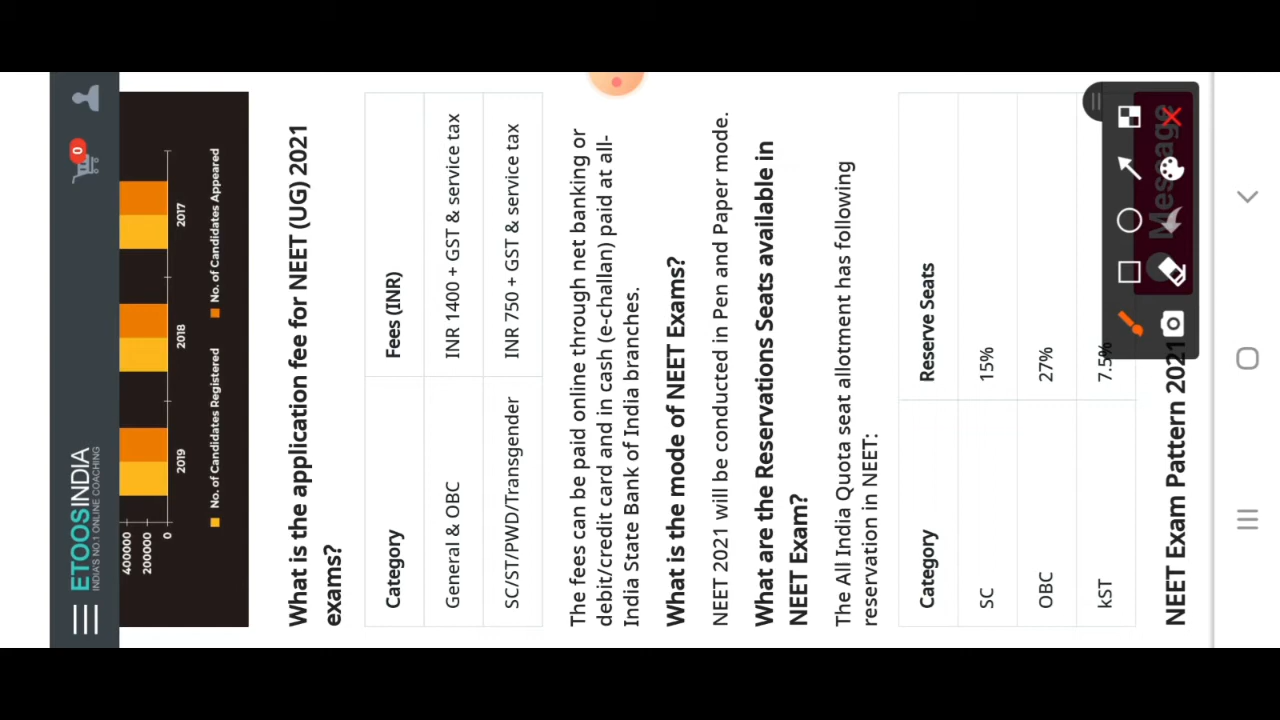 ETOOSINDIA
INDIA'S NO.1 ONLINE COACHING
0
400000
200000
0
2019
2018
2017
No. of Candidates Registered
No. of Candidates Appeared
What is the application fee for NEET (UG) 2021
exams?
Category
Fees (INR)
General & OBC
INR 1400 + GST & service tax
SC/ST/PWD/Transgender
INR 750 + GST & service tax
The fees can be paid online through net banking or
debit/credit card and in cash (e-challan) paid at all-
India State Bank of India branches.
What is the mode of NEET Exams?
NEET 2021 will be conducted in Pen and Paper mode.
What are the Reservations Seats available in
NEET Exam?
The All India Quota seat allotment has following
reservation in NEET:
Category
Reserve Seats
SC
15%
OBC
27%
kST
7.5%
NEET Exam Pattern 2021
Message